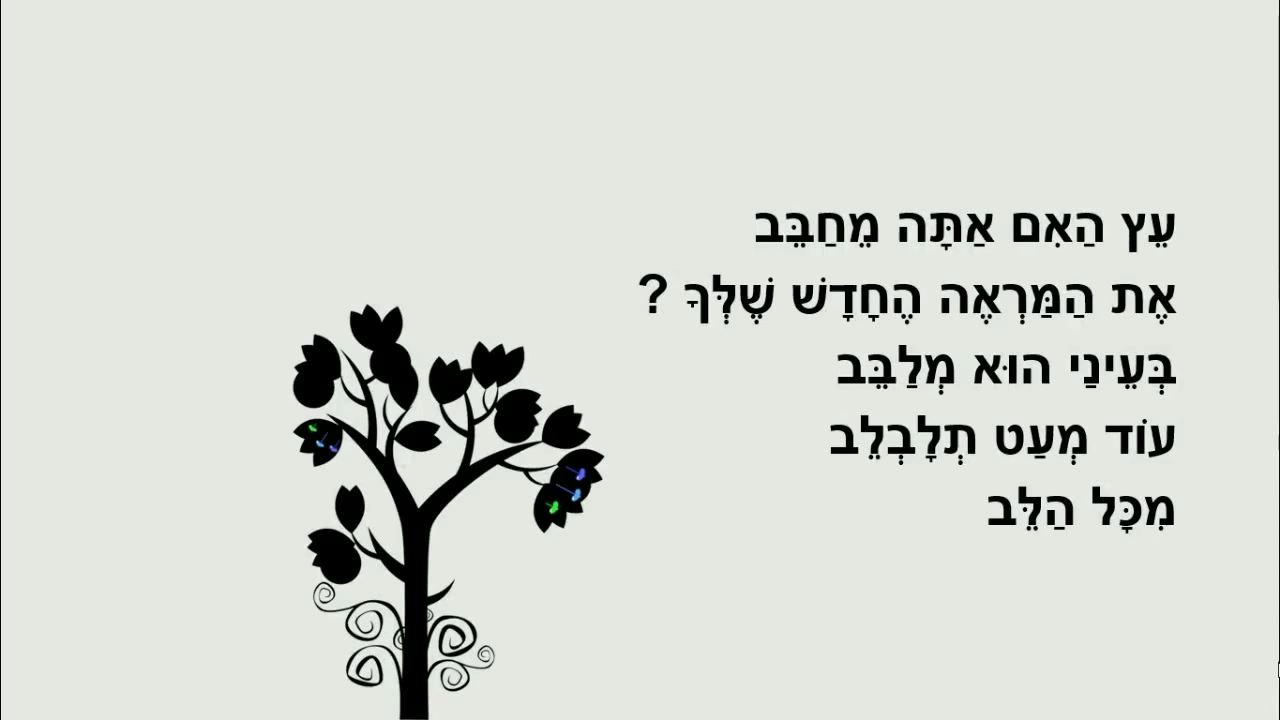 עֵץ הַאִם אַתָּה מֵחַבֵּב
אֶת הַמַּרְאֶה הֶחָדָשׁ שֶׁלְּךָ ?
בְּעֵינַי הוּא מְלַבֵּב
עוֹד מְעַט תְלָבְלֵב
מִכָּל הַלֵּב